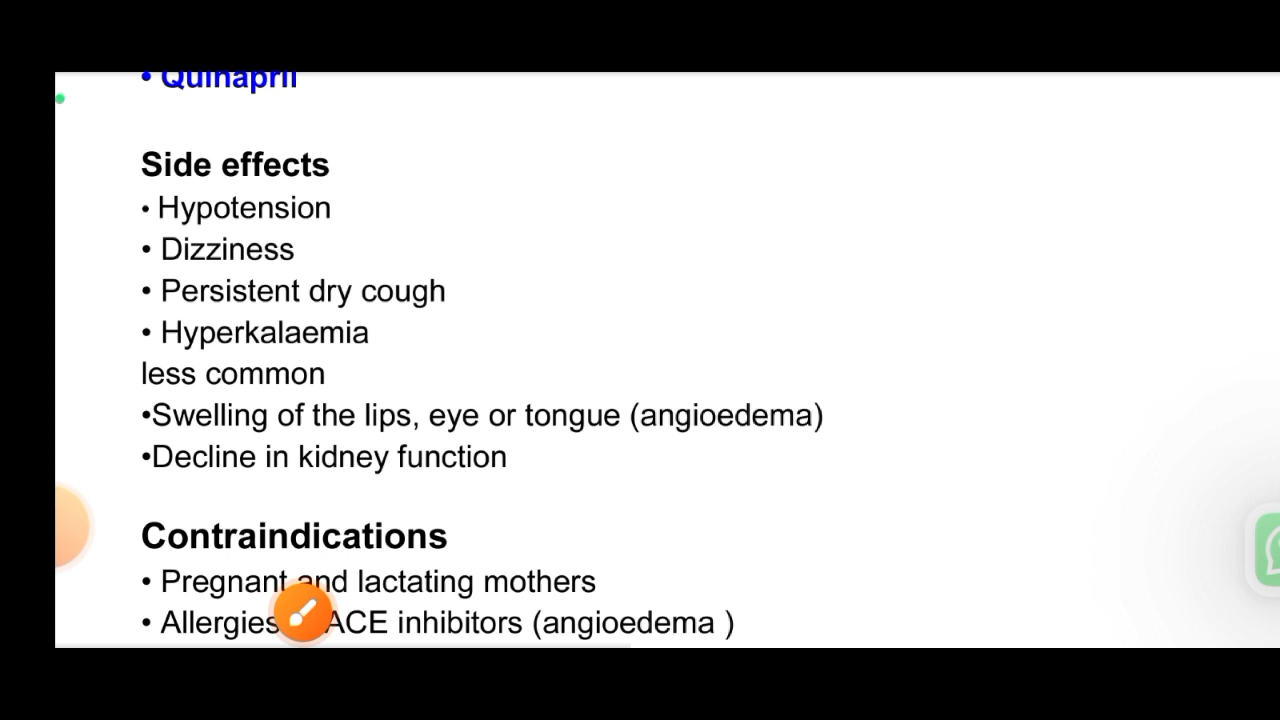 • Quinapril
Side effects
• Hypotension
• Dizziness
• Persistent dry cough
• Hyperkalaemia
less common
•Swelling of the lips, eye or tongue (angioedema)
•Decline in kidney function
Contraindications
• Pregnant and lactating mothers
• Allergies ACE inhibitors (angioedema )